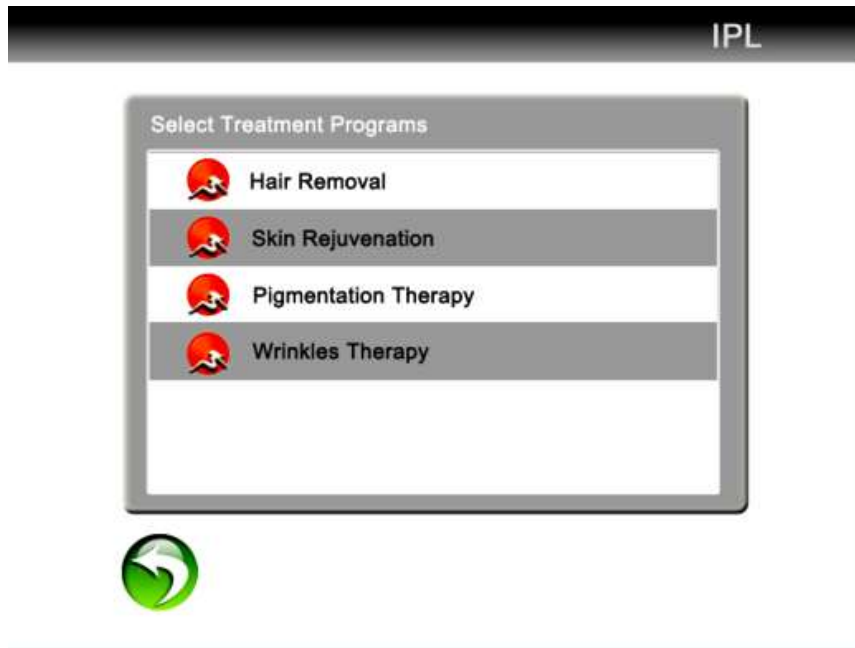 IPL
Select Treatment Programs
Hair Removal
Skin Rejuvenation
Pigmentation Therapy
Wrinkles Therapy